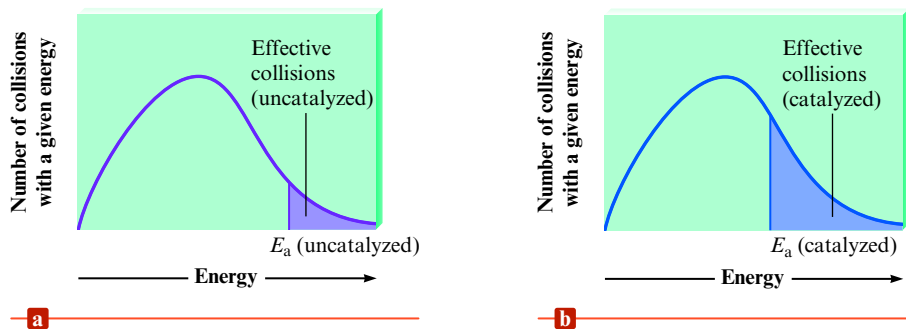 Number of collisions
with a given energy
Effective
collisions
(uncatalyzed)
Ea (uncatalyzed)
Energy
a
Number of collisions
with a given energy
Effective
collisions
(catalyzed)
Ea (catalyzed)
Energy
b